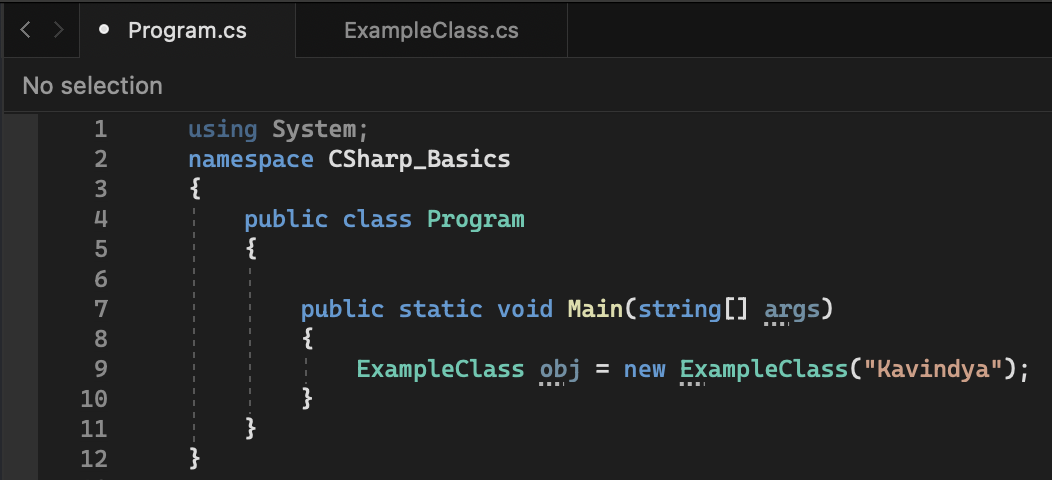 Program.cs ExampleClass.cs
No selection
1 using System;
2 namespace CSharp_Basics
3 {
4 public class Program
5 {
6
7 public static void Main(string[] args)
8 {
9 ExampleClass obj = new ExampleClass("Kavindya");
10 }
11 }
12 }